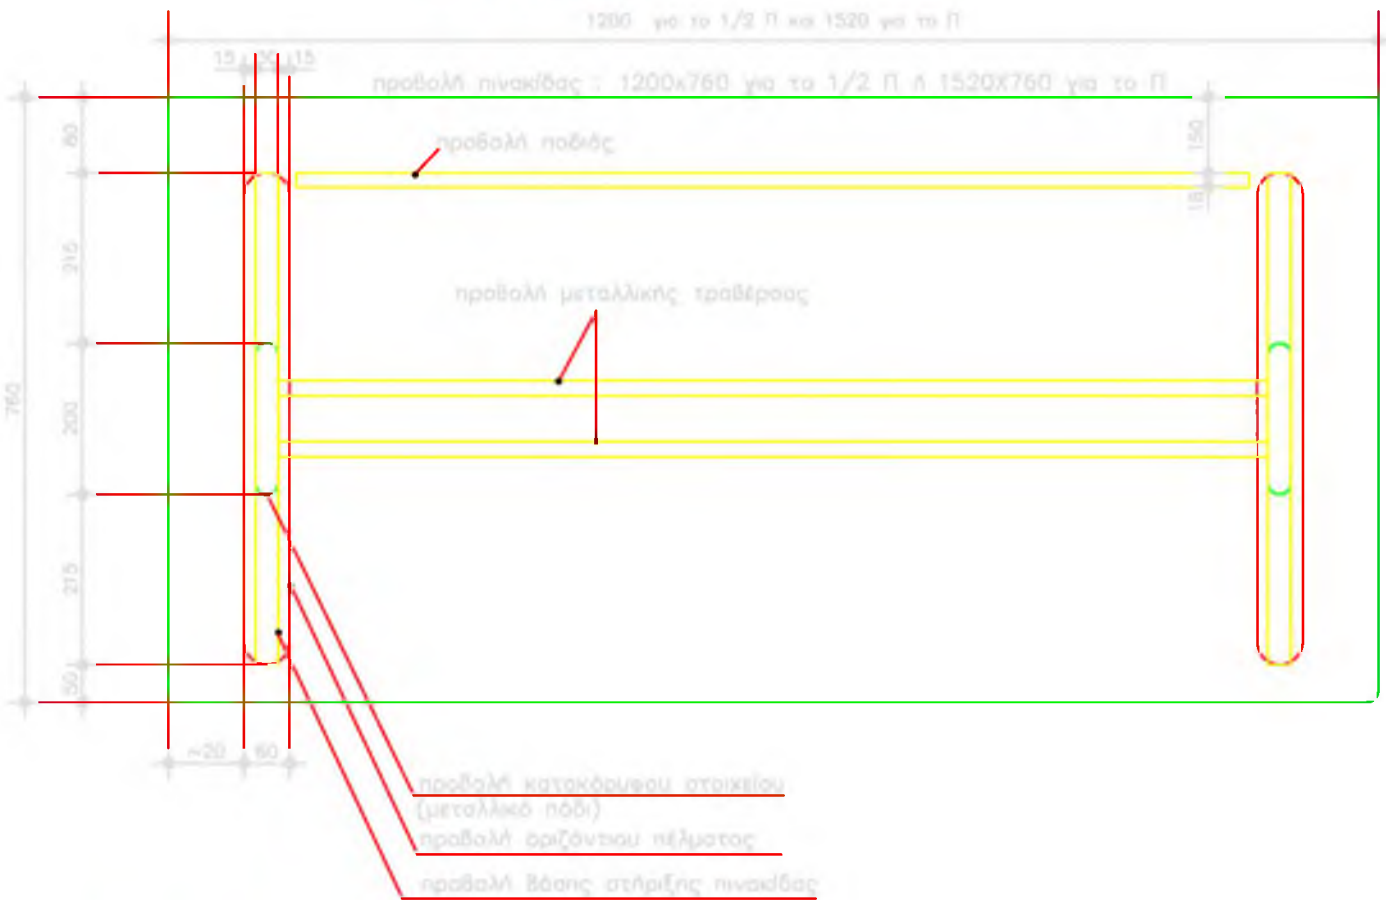 1200 για το 1/2 Π και 1520 για το Π
15 30 15
προβολή πινακίδας : 1200x760 για το 1/2 Π ή 1520X760 για το Π
προβολή ποδιάς
60
150
18
215
προβολή μεταλλικής τραβέρσας
760
200
215
50
~20 60
προβολή κατακόρυφου στοιχείου
(μεταλλικό πόδι)
προβολή οριζόντιου πέλματος
προβολή βάσης στήριξης πινακίδας